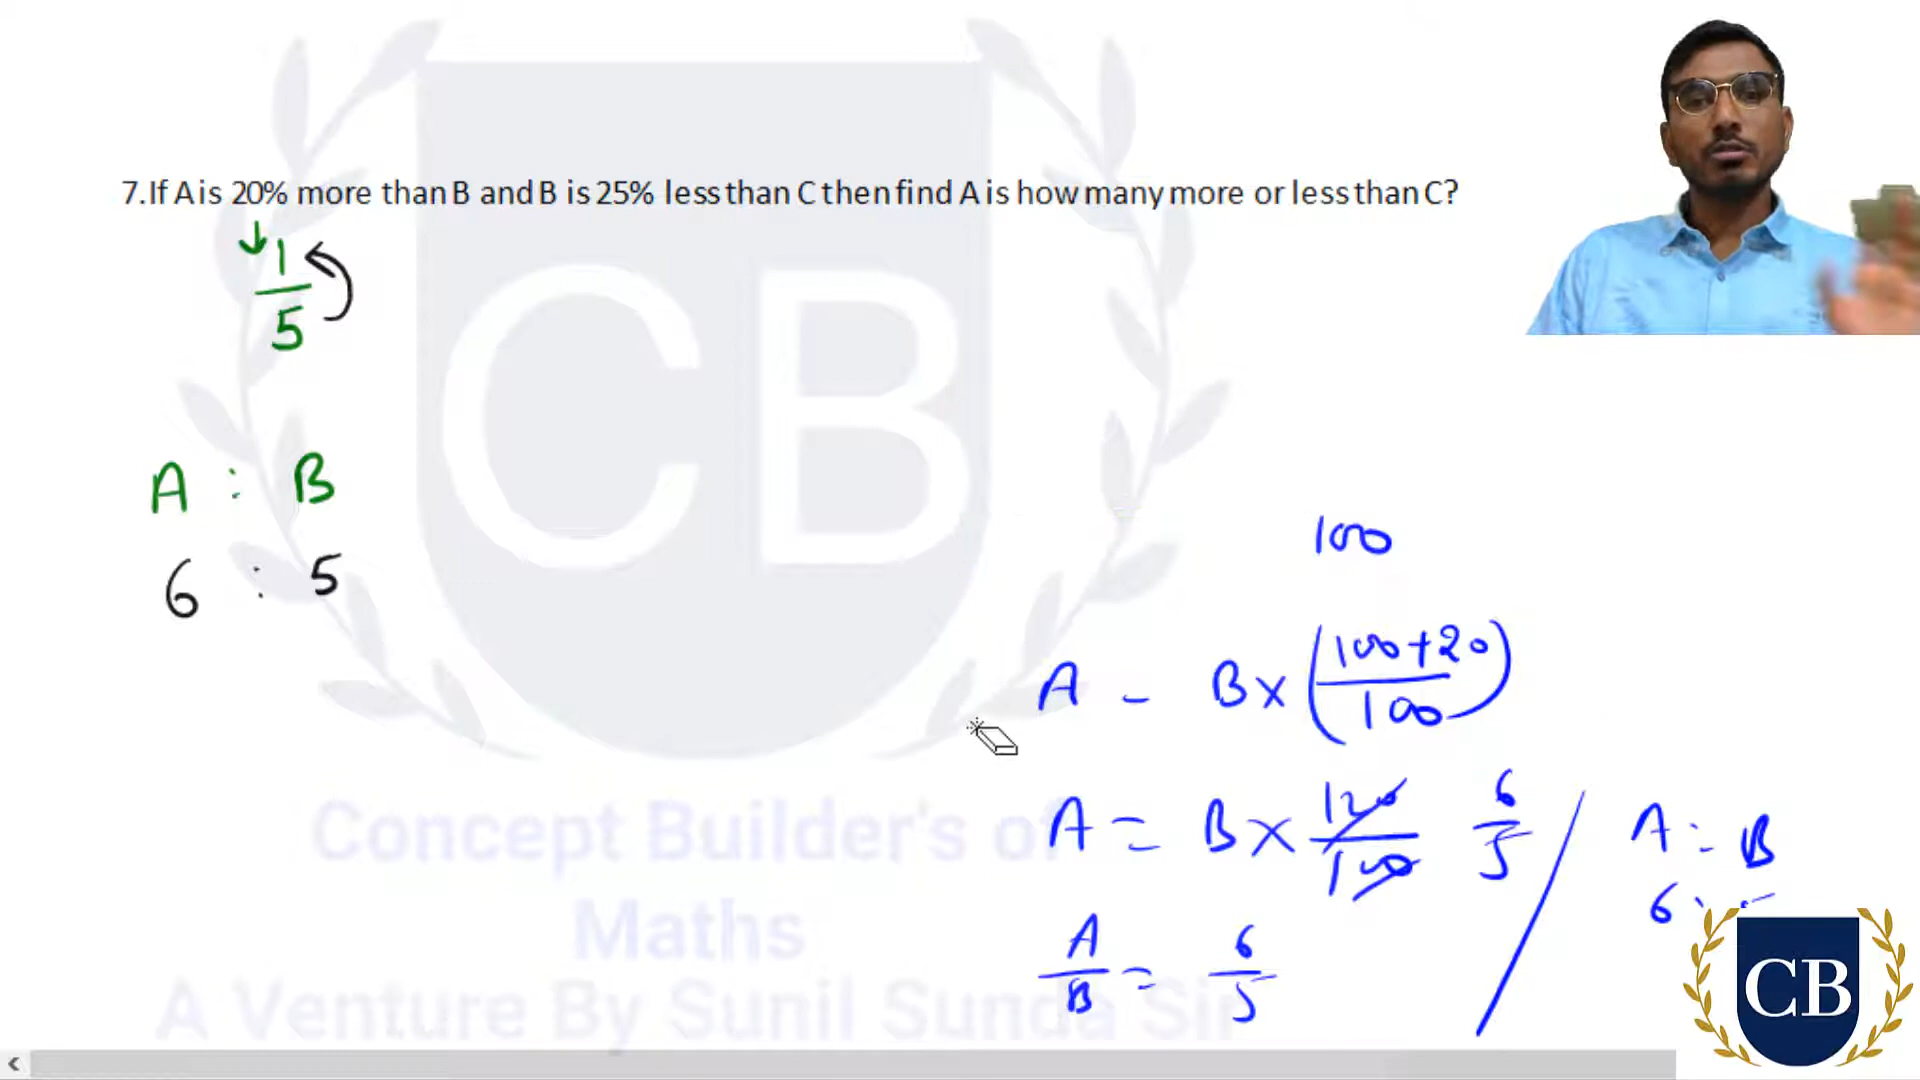 7.If A is 20% more than B and B is 25% less than C then find A is how many more or less than C?
1
5
A : B
6 : 5
100
A - B × (100+20
100)
A = B × 120
100
6
5
A : B
6 :
A
B = 6
5
Concept Builder's of
Maths
A Venture By Sunil Sunda Sir
CB
CB